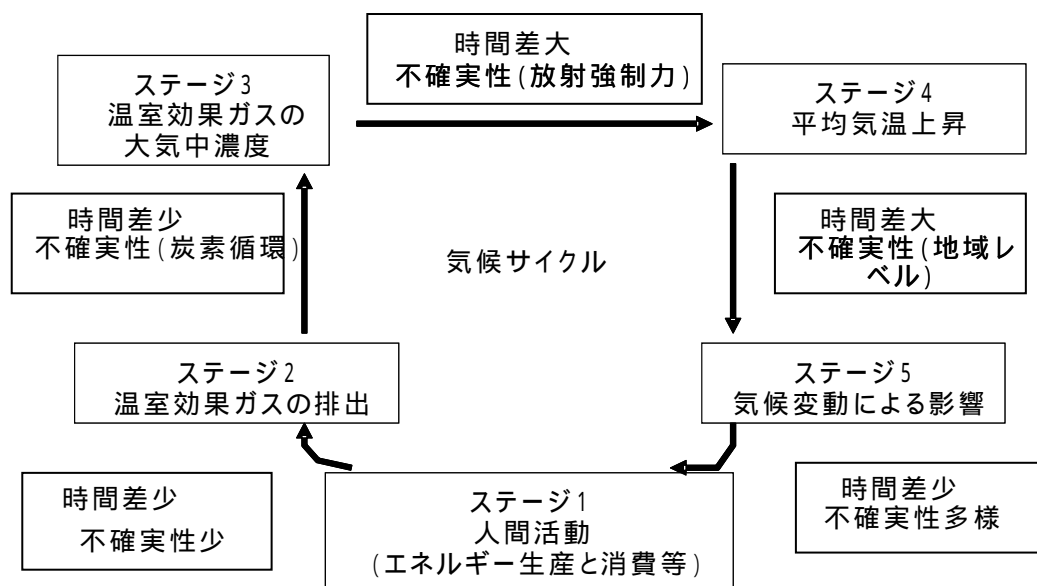 時間差大
不確実性(放射強制力)
ステージ3
温室効果ガスの
大気中濃度
ステージ4
平均気温上昇
時間差少
不確実性(炭素循環)
気候サイクル
時間差大
不確実性(地域レ
ベル)
ステージ2
温室効果ガスの排出
ステージ5
気候変動による影響
時間差少
不確実性少
ステージ1
人間活動
(エネルギー生産と消費等)
時間差少
不確実性多様